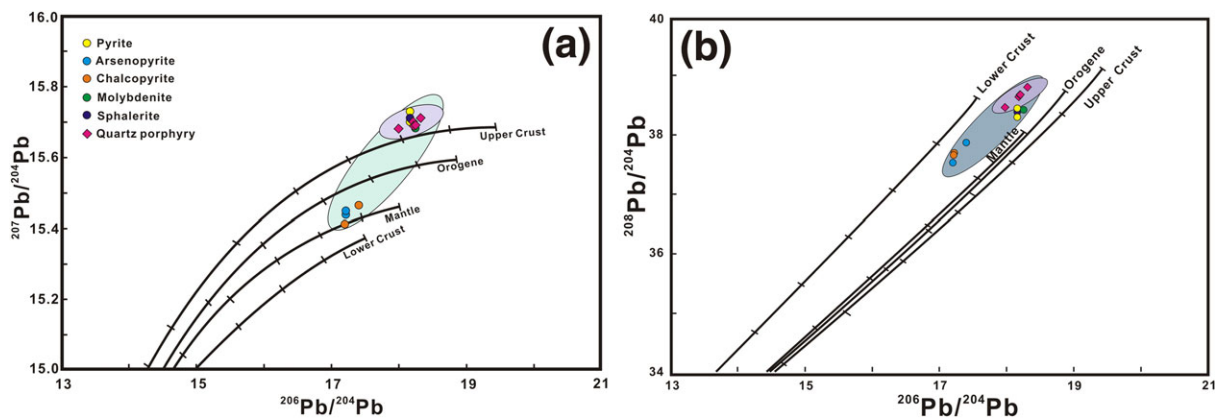 (a)
16.0
15.8
15.6
15.4
15.2
15.0
207Pb/204Pb
Pyrite
Arsenopyrite
Chalcopyrite
Molybdenite
Sphalerite
Quartz porphyry
Upper Crust
Orogene
Mantle
Lower Crust
13 15 17 19 21
206Pb/204Pb
(b)
40
38
36
34
208Pb/204Pb
Lower Crust
Orogene
Upper Crust
Mantle
13 15 17 19 21
206Pb/204Pb